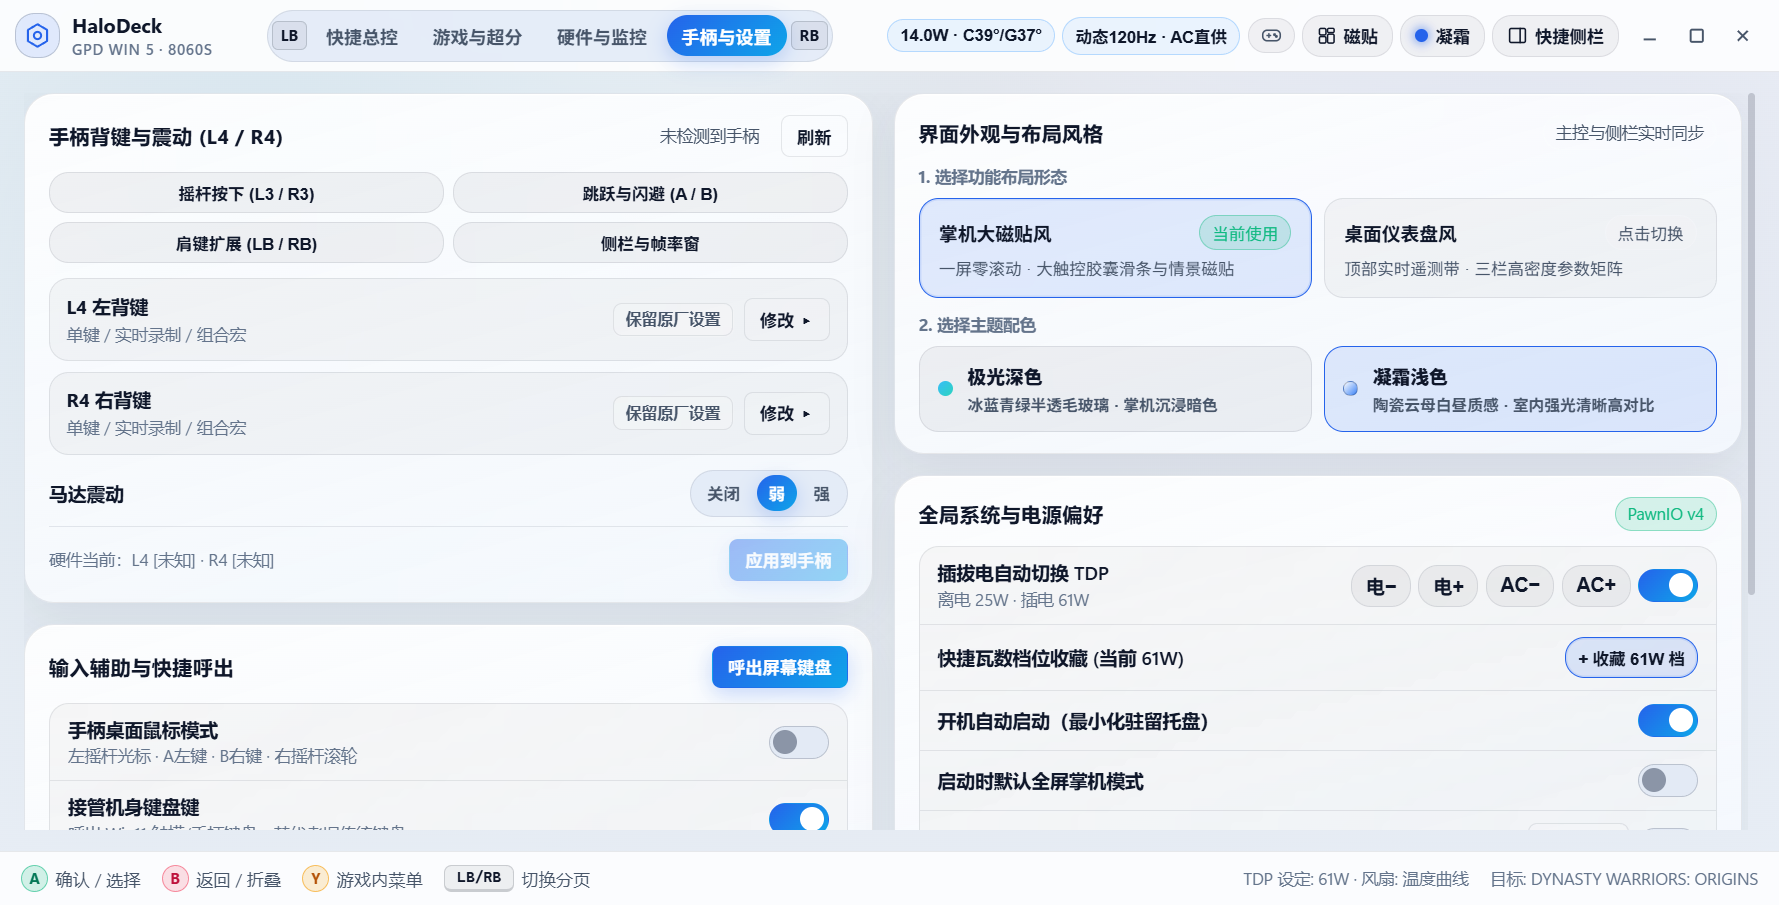 HaloDeck
GPD WIN 5 · 8060S
LB 快捷总控 游戏与超分 硬件与监控 手柄与设置 RB
14.0W · C39°/G37°
动态120Hz · AC直供
磁贴
凝霜
快捷侧栏
手柄背键与震动 (L4 / R4)
未检测到手柄
刷新
摇杆按下 (L3 / R3)
跳跃与闪避 (A / B)
肩键扩展 (LB / RB)
侧栏与帧率窗
L4 左背键
单键 / 实时录制 / 组合宏
保留原厂设置
修改 ▸
R4 右背键
单键 / 实时录制 / 组合宏
保留原厂设置
修改 ▸
马达震动
关闭 弱 强
硬件当前：L4 [未知] · R4 [未知]
应用到手柄
输入辅助与快捷呼出
呼出屏幕键盘
手柄桌面鼠标模式
左摇杆光标 · A左键 · B右键 · 右摇杆滚轮
接管机身键盘键
界面外观与布局风格
主控与侧栏实时同步
1. 选择功能布局形态
掌机大磁贴风
当前使用
一屏零滚动 · 大触控胶囊滑条与情景磁贴
桌面仪表盘风
点击切换
顶部实时遥测带 · 三栏高密度参数矩阵
2. 选择主题配色
极光深色
冰蓝青绿半透毛玻璃 · 掌机沉浸暗色
凝霜浅色
陶瓷云母白昼质感 · 室内强光清晰高对比
全局系统与电源偏好
PawnIO v4
插拔电自动切换 TDP
离电 25W · 插电 61W
电− 电+ AC− AC+
快捷瓦数档位收藏 (当前 61W)
+ 收藏 61W 档
开机自动启动（最小化驻留托盘）
启动时默认全屏掌机模式
A 确认 / 选择
B 返回 / 折叠
Y 游戏内菜单
LB/RB 切换分页
TDP 设定: 61W · 风扇: 温度曲线
目标: DYNASTY WARRIORS: ORIGINS